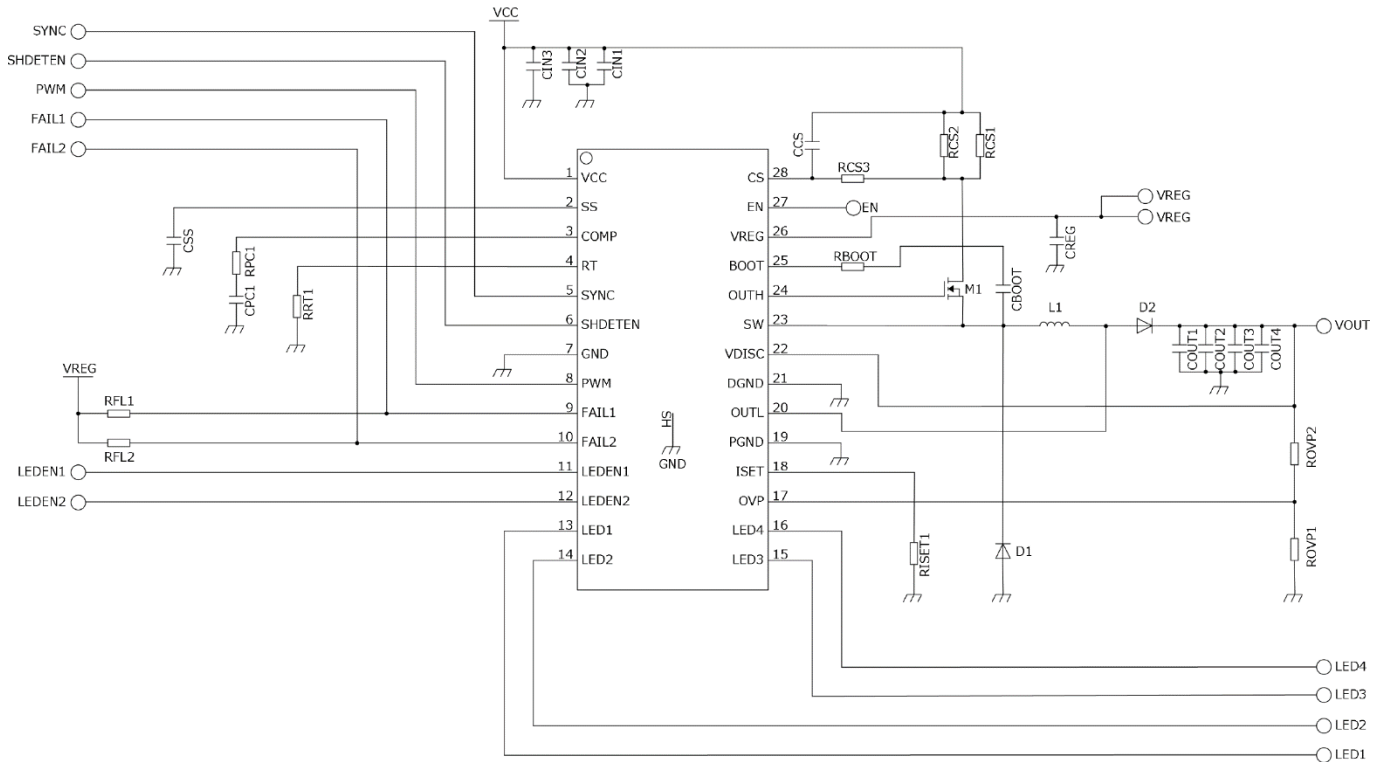 VCC
SYNC
SHDETEN
PWM
FAIL1
FAIL2
CIN3
CIN2
CIN1
CCS
RCS2
RCS1
RCS3
1 VCC
2 SS
3 COMP
4 RT
5 SYNC
6 SHDETEN
7 GND
8 PWM
9 FAIL1
10 FAIL2
11 LEDEN1
12 LEDEN2
13 LED1
14 LED2
CS 28
EN 27
VREG 26
BOOT 25
OUTH 24
SW 23
VDISC 22
DGND 21
OUTL 20
PGND 19
ISET 18
OVP 17
LED4 16
LED3 15
HS
GND
CSS
RPC1
CPC1
RRT1
VREG
RFL1
RFL2
LEDEN1
LEDEN2
EN
VREG
VREG
CREG
RBOOT
CBOOT
M1
L1
D2
VOUT
COUT1
COUT2
COUT3
COUT4
ROVP2
ROVP1
RISET1
D1
LED4
LED3
LED2
LED1